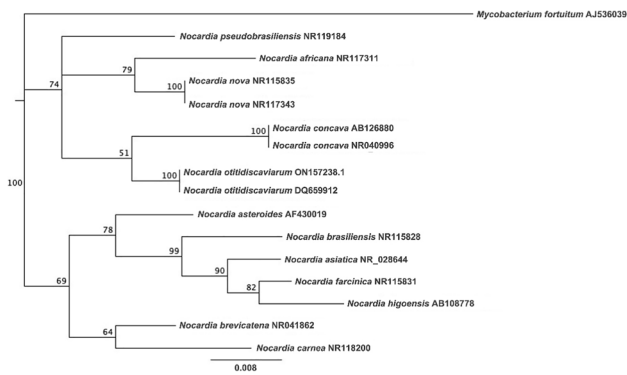 Mycobacterium fortuitum AJ536039
Nocardia pseudobrasiliensis NR119184
Nocardia africana NR117311
79
74
Nocardia nova NR115835
100
Nocardia nova NR117343
Nocardia concava AB126880
100
Nocardia concava NR040996
51
Nocardia otitidiscaviarum ON157238.1
100
Nocardia otitidiscaviarum DQ659912
100
Nocardia asteroides AF430019
78
Nocardia brasiliensis NR115828
99
Nocardia asiatica NR_028644
90
Nocardia farcinica NR115831
69
82
Nocardia higoensis AB108778
Nocardia brevicatena NR041862
64
Nocardia carnea NR118200
0.008